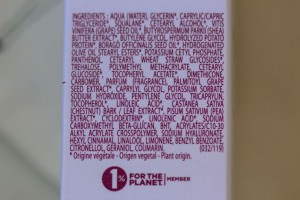 INGREDIENTS : AQUA (WATER), GLYCERIN*, CAPRYLIC/CAPRIC
TRIGLYCERIDE*, SQUALANE*, CETEARYL ALCOHOL*, VITIS
VINIFERA (GRAPE) SEED OIL*, BUTYROSPERMUM PARKII (SHEA)
BUTTER EXTRACT*, BUTYLENE GLYCOL, HYDROLYZED POTATO
PROTEIN*, BORAGO OFFICINALIS SEED OIL*, HYDROGENATED
OLIVE OIL STEARYL ESTERS*, POTASSIUM CETYL PHOSPHATE,
PANTHENOL, CETEARYL WHEAT STRAW GLYCOSIDES*,
TREHALOSE, POLYMETHYL METHACRYLATE, CETEARYL
GLUCOSIDE*, TOCOPHERYL ACETATE*, DIMETHICONE,
CARBOMER, PARFUM (FRAGRANCE), PALMITOYL GRAPE
SEED EXTRACT*, CAPRYLYL GLYCOL, POTASSIUM SORBATE,
SODIUM HYDROXIDE, PENTYLENE GLYCOL, TRICAPRYLIN,
TOCOPHEROL*, LINOLEIC ACID*, CASTANEA SATIVA
(CHESTNUT) BARK / LEAF EXTRACT*, PISUM SATIVUM (PEA)
EXTRACT*, CYCLODEXTRIN*, LINOLENIC ACID*, SODIUM
CARBOXYMETHYL BETA-GLUCAN, BHT, ACRYLATES/C10-30
ALKYL ACRYLATE CROSSPOLYMER, SODIUM HYALURONATE,
HEXYL CINNAMAL, LINALOOL, LIMONENE, BENZYL BENZOATE,
CITRONELLOL, GERANIOL, COUMARIN. (032/119)
* Origine végétale - Origen vegetal - Plant origin.
1% FOR THE PLANET MEMBER